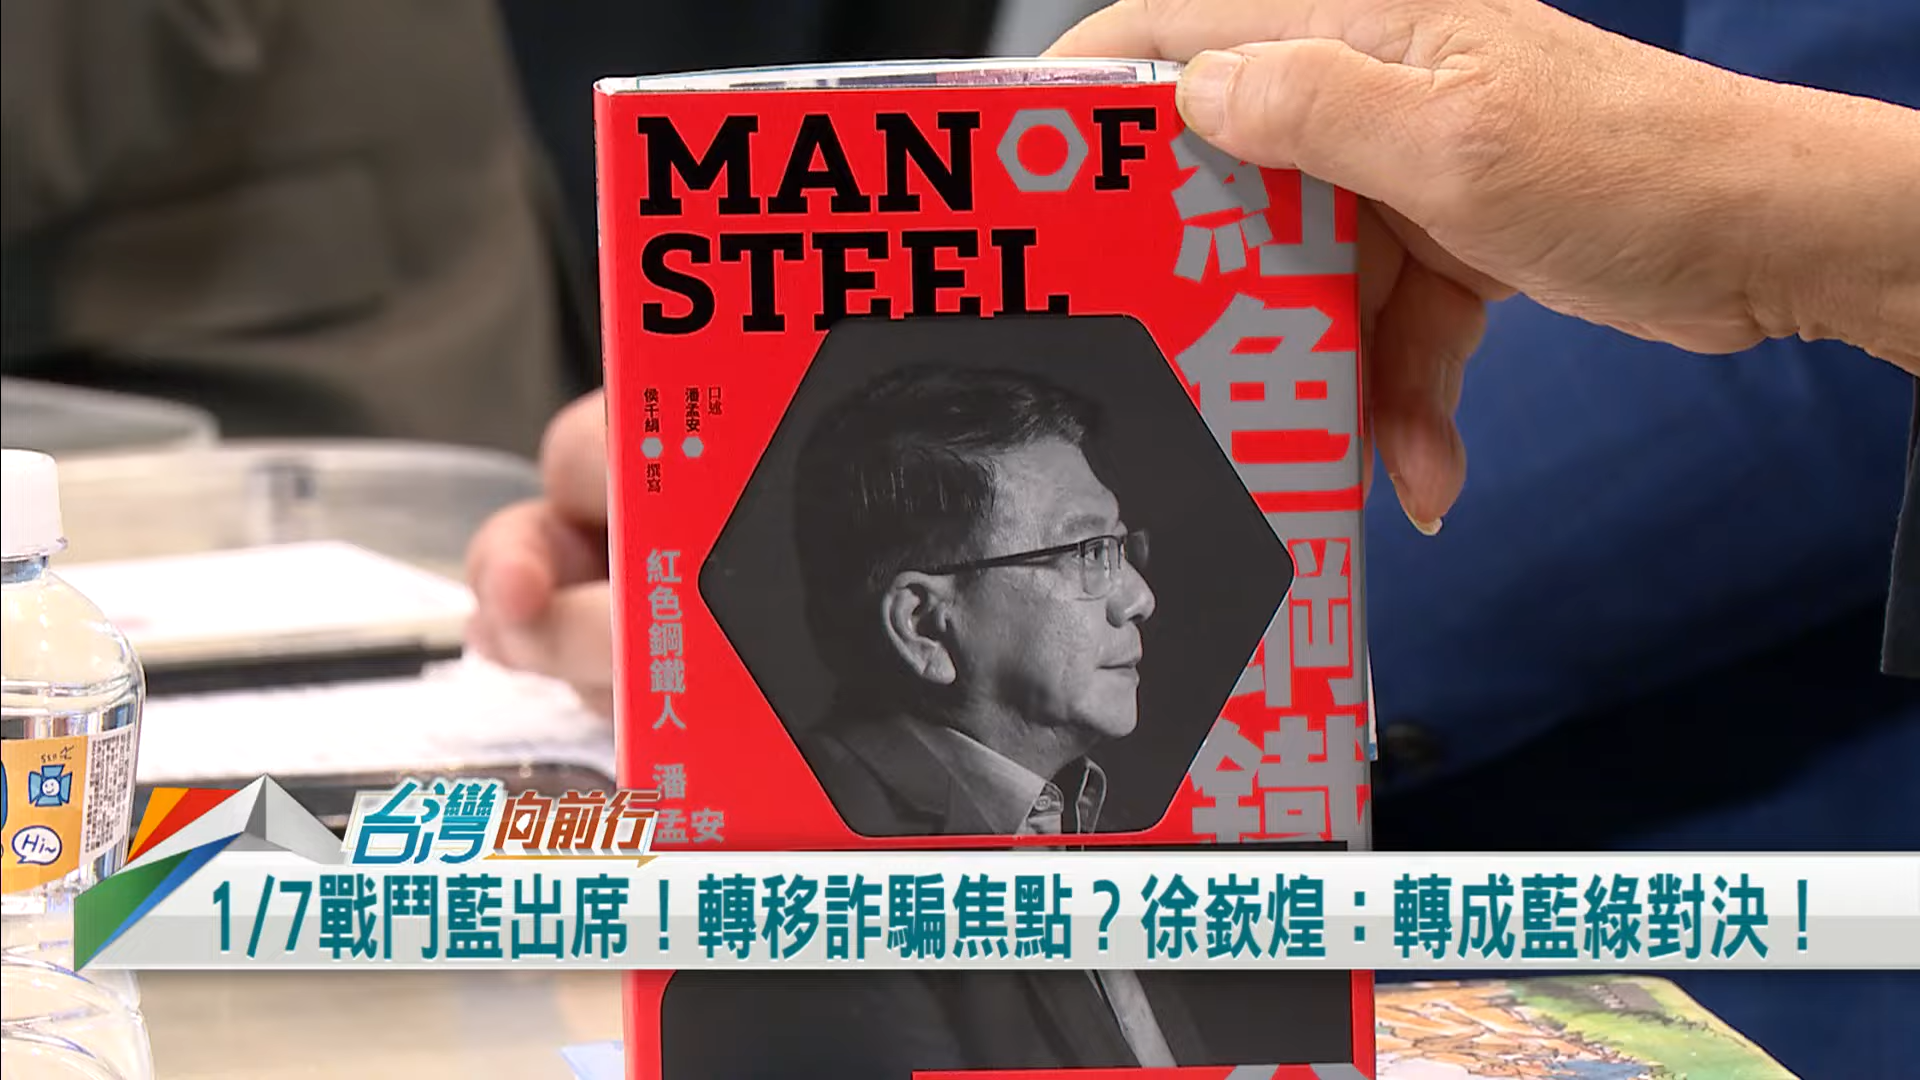 MAN OF
STEEL
紅色鋼鐵
口述
潘孟安
侯千絹 撰寫
紅色鋼鐵人 潘孟安
Hi~
台灣向前行
1/7戰鬥藍出席！轉移詐騙焦點？徐嶔煌：轉成藍綠對決！